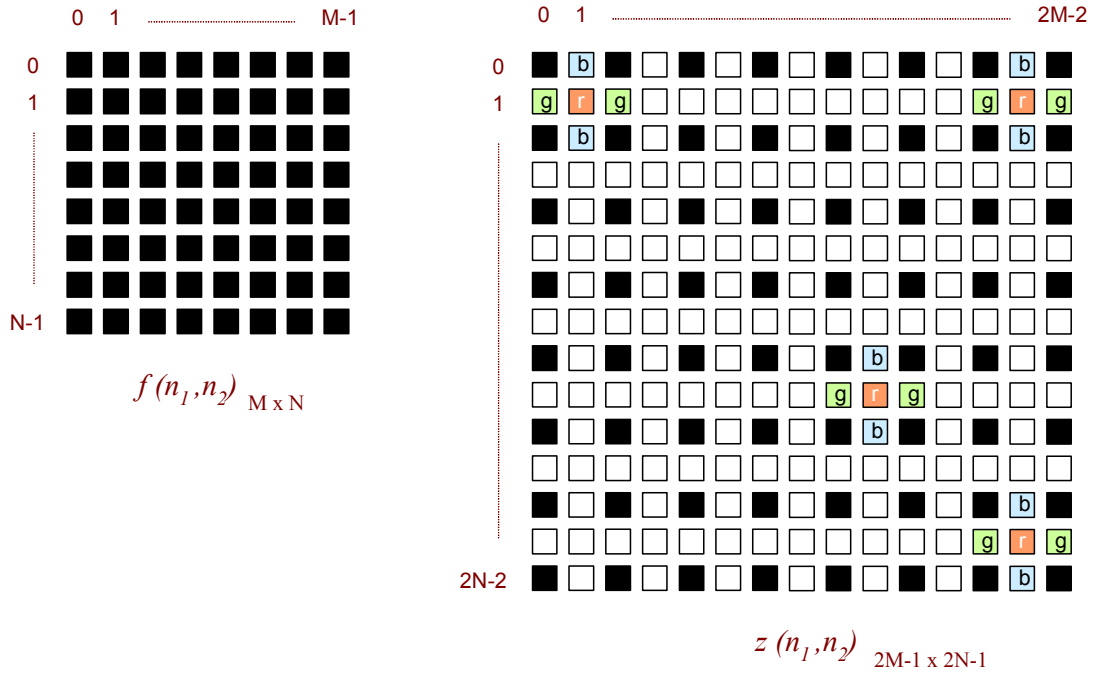 0 1 M-1
0
1
N-1
f (n1,n2) M x N
0 1 2M-2
0 b b
1 g r g g r g
b b
b
g r g
b
b
g r g
2N-2 b
z (n1,n2) 2M-1 x 2N-1